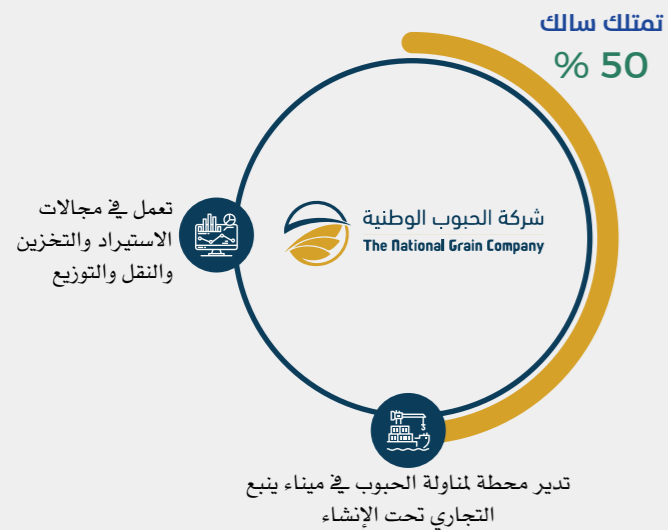 تمتلك سالك
50 %
شركة الحبوب الوطنية
The National Grain Company
تعمل في مجالات
الاستيراد والتخزين
والنقل والتوزيع
تدير محطة لمناولة الحبوب في ميناء ينبع
التجاري تحت الإنشاء